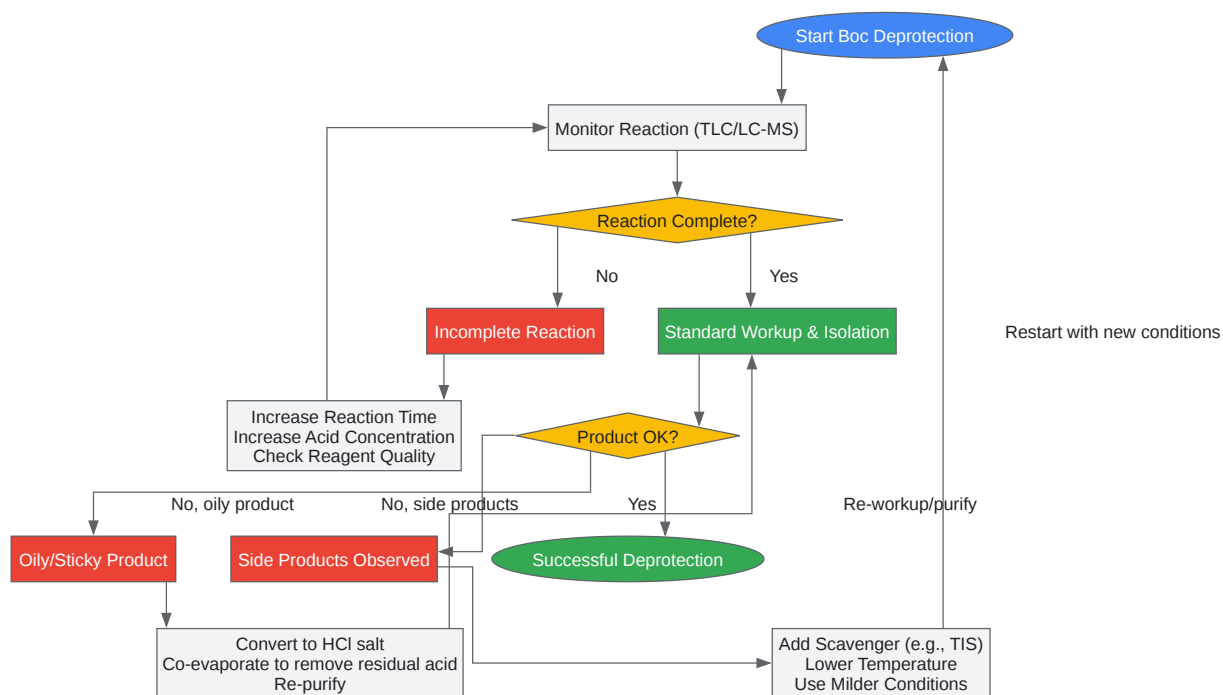 Start Boc Deprotection
Monitor Reaction (TLC/LC-MS)
Reaction Complete?
No
Yes
Incomplete Reaction
Standard Workup & Isolation
Restart with new conditions
Increase Reaction Time
Increase Acid Concentration
Check Reagent Quality
Product OK?
No, oily product
No, side products
Yes
Re-workup/purify
Oily/Sticky Product
Side Products Observed
Successful Deprotection
Convert to HCl salt
Co-evaporate to remove residual acid
Re-purify
Add Scavenger (e.g., TIS)
Lower Temperature
Use Milder Conditions